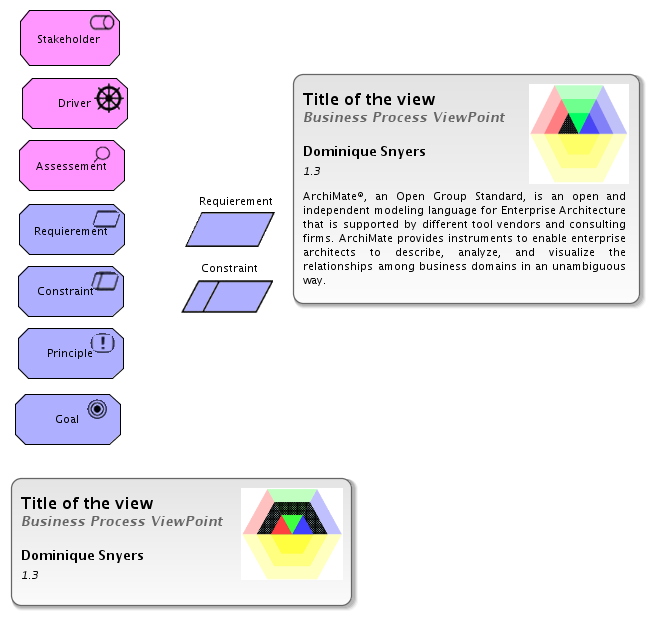 Stakeholder
Driver
Assessement
Requierement
Constraint
Principle
Goal
Requierement
Constraint
Title of the view
Business Process ViewPoint
Dominique Snyers
1.3
ArchiMate®, an Open Group Standard, is an open and
independent modeling language for Enterprise Architecture
that is supported by different tool vendors and consulting
firms. ArchiMate provides instruments to enable enterprise
architects to describe, analyze, and visualize the
relationships among business domains in an unambiguous
way.
Title of the view
Business Process ViewPoint
Dominique Snyers
1.3